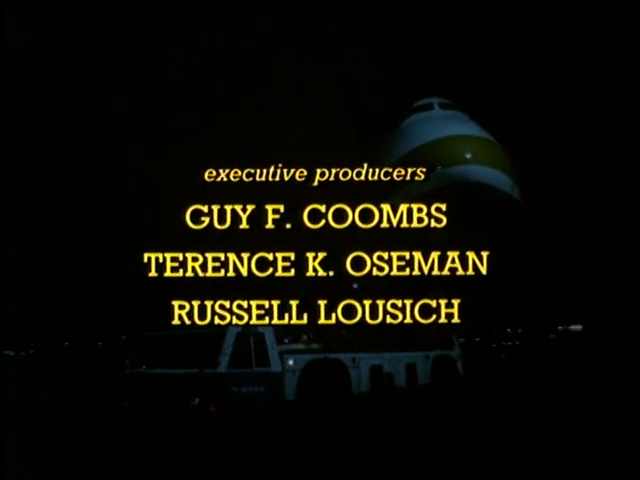 executive producers
GUY F. COOMBS
TERENCE K. OSEMAN
RUSSELL LOUSICH